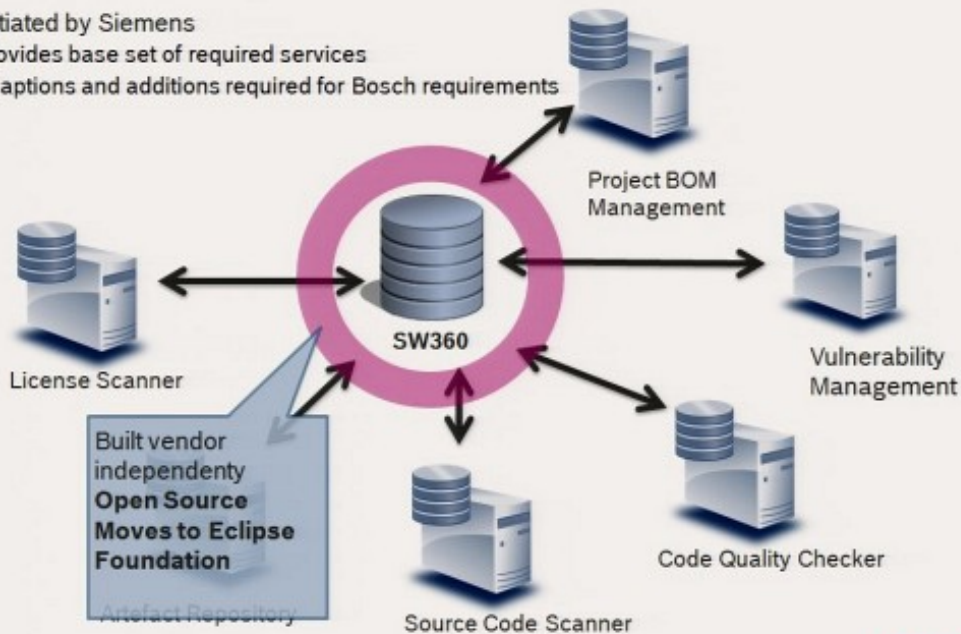 tiated by Siemens
ovides base set of required services
aptions and additions required for Bosch requirements
Project BOM
Management
SW360
License Scanner
Vulnerability
Management
Built vendor
independenty
Open Source
Moves to Eclipse
Foundation
Code Quality Checker
Artefact Repository
Source Code Scanner